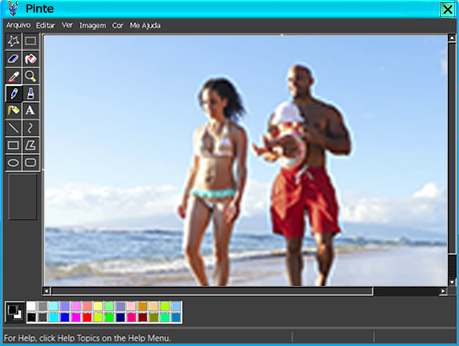 Pinte
Arquivo Editar Ver Imagem Cor Me Ajuda
A
For Help, click Help Topics on the Help Menu.